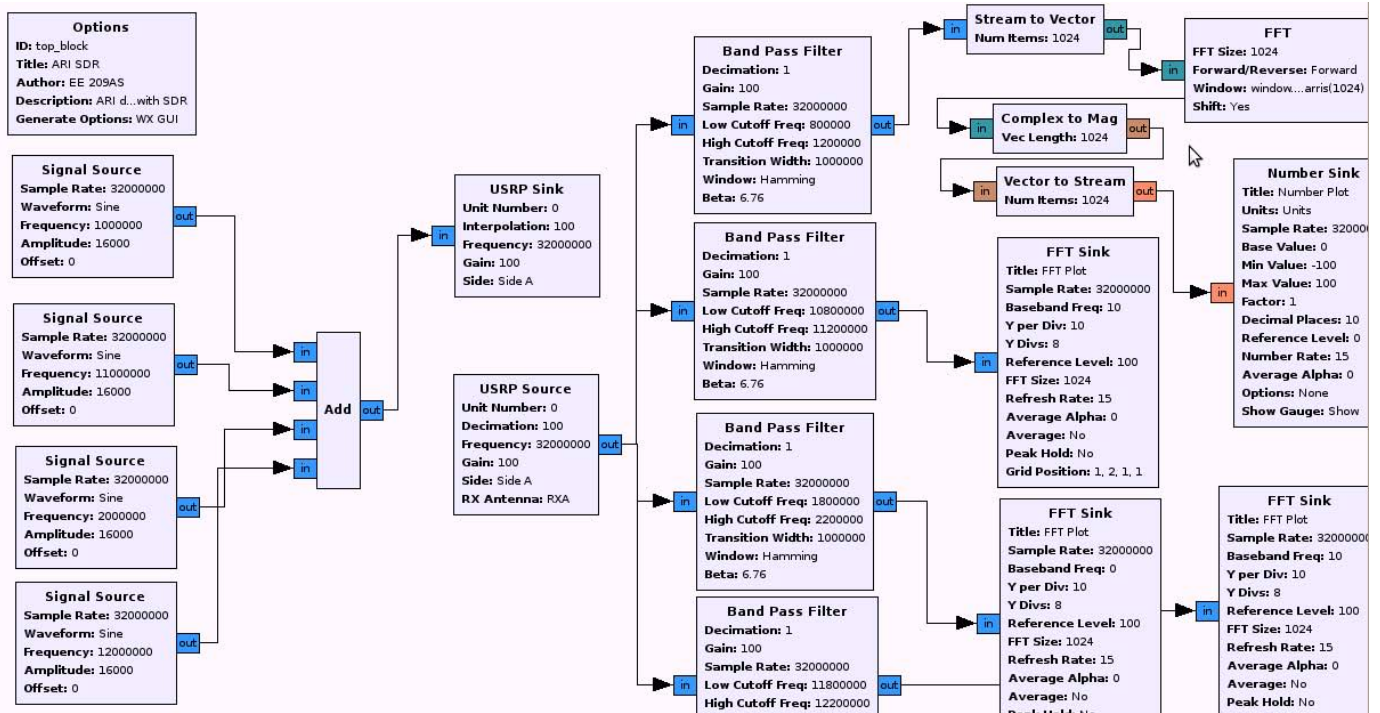 Options
ID: top_block
Title: ARI SDR
Author: EE 209AS
Description: ARI d...with SDR
Generate Options: WX GUI
Signal Source
Sample Rate: 32000000
Waveform: Sine
Frequency: 1000000
Amplitude: 16000
Offset: 0
out
Signal Source
Sample Rate: 32000000
Waveform: Sine
Frequency: 11000000
Amplitude: 16000
Offset: 0
out
Signal Source
Sample Rate: 32000000
Waveform: Sine
Frequency: 2000000
Amplitude: 16000
Offset: 0
out
Signal Source
Sample Rate: 32000000
Waveform: Sine
Frequency: 12000000
Amplitude: 16000
Offset: 0
out
in
in
in
in
Add
out
in
USRP Sink
Unit Number: 0
Interpolation: 100
Frequency: 32000000
Gain: 100
Side: Side A
USRP Source
Unit Number: 0
Decimation: 100
Frequency: 32000000
Gain: 100
Side: Side A
RX Antenna: RXA
out
in
Band Pass Filter
Decimation: 1
Gain: 100
Sample Rate: 32000000
Low Cutoff Freq: 800000
High Cutoff Freq: 1200000
Transition Width: 1000000
Window: Hamming
Beta: 6.76
out
in
Band Pass Filter
Decimation: 1
Gain: 100
Sample Rate: 32000000
Low Cutoff Freq: 10800000
High Cutoff Freq: 11200000
Transition Width: 1000000
Window: Hamming
Beta: 6.76
out
in
Band Pass Filter
Decimation: 1
Gain: 100
Sample Rate: 32000000
Low Cutoff Freq: 1800000
High Cutoff Freq: 2200000
Transition Width: 1000000
Window: Hamming
Beta: 6.76
out
in
Band Pass Filter
Decimation: 1
Gain: 100
Sample Rate: 32000000
Low Cutoff Freq: 11800000
High Cutoff Freq: 12200000
out
in
Stream to Vector
Num Items: 1024
out
in
FFT
FFT Size: 1024
Forward/Reverse: Forward
Window: window....arris(1024)
Shift: Yes
in
Complex to Mag
Vec Length: 1024
out
in
Vector to Stream
Num Items: 1024
out
in
Number Sink
Title: Number Plot
Units: Units
Sample Rate: 32000
Base Value: 0
Min Value: -100
Max Value: 100
Factor: 1
Decimal Places: 10
Reference Level: 0
Number Rate: 15
Average Alpha: 0
Options: None
Show Gauge: Show
in
FFT Sink
Title: FFT Plot
Sample Rate: 32000000
Baseband Freq: 10
Y per Div: 10
Y Divs: 8
Reference Level: 100
FFT Size: 1024
Refresh Rate: 15
Average Alpha: 0
Average: No
Peak Hold: No
Grid Position: 1, 2, 1, 1
in
FFT Sink
Title: FFT Plot
Sample Rate: 32000000
Baseband Freq: 0
Y per Div: 10
Y Divs: 8
Reference Level: 100
FFT Size: 1024
Refresh Rate: 15
Average Alpha: 0
Average: No
in
FFT Sink
Title: FFT Plot
Sample Rate: 32000000
Baseband Freq: 10
Y per Div: 10
Y Divs: 8
Reference Level: 100
FFT Size: 1024
Refresh Rate: 15
Average Alpha: 0
Average: No
Peak Hold: No